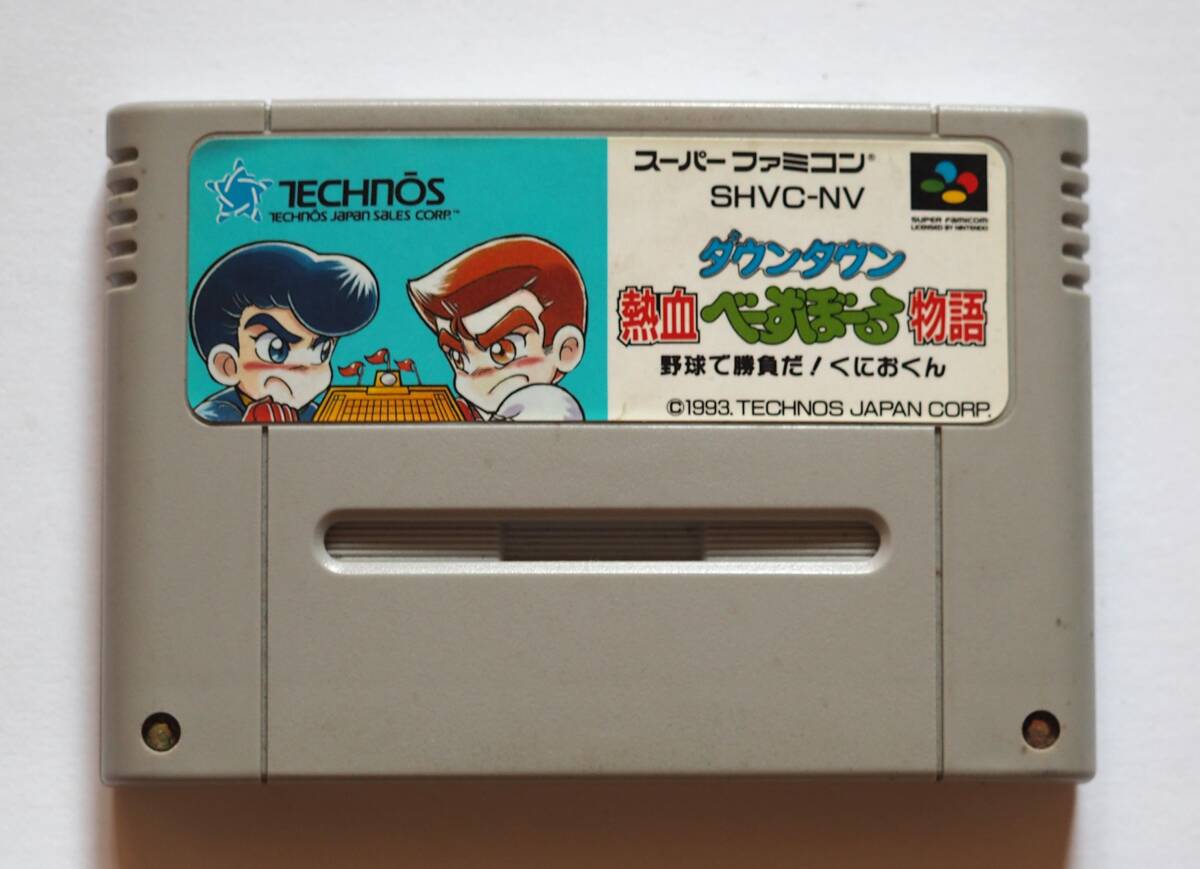 TECHNŌS
TECHNŌS JAPAN SALES CORP.™
スーパーファミコン®
SHVC-NV
SUPER FAMICOM
LICENSED BY NINTENDO
ダウンタウン
熱血べーすぼーる物語
野球で勝負だ!くにおくん
©1993. TECHNOS JAPAN CORP.